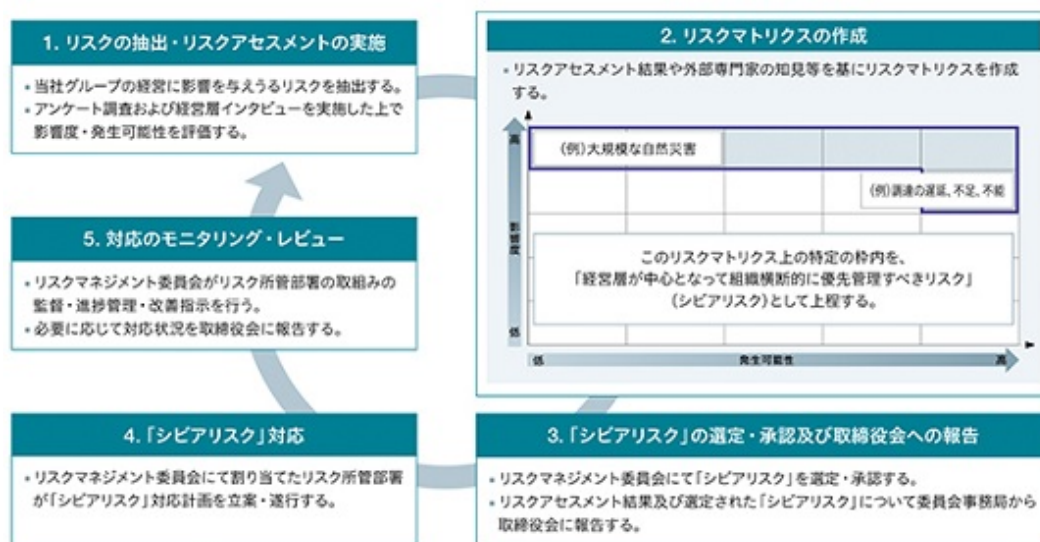 1. リスクの抽出・リスクアセスメントの実施
▪ 当社グループの経営に影響を与えうるリスクを抽出する。
▪ アンケート調査および経営層インタビューを実施した上で
影響度・発生可能性を評価する。
2. リスクマトリクスの作成
▪ リスクアセスメント結果や外部専門家の知見等を基にリスクマトリクスを作成
する。
高
(例)大規模な自然災害
(例)調達の遅延、不足、不能
影響度
このリスクマトリクス上の特定の枠内を、
「経営層が中心となって組織横断的に優先管理すべきリスク」
(シビアリスク)として上程する。
低
低
発生可能性
高
3. 「シビアリスク」の選定・承認及び取締役会への報告
▪ リスクマネジメント委員会にて「シビアリスク」を選定・承認する。
▪ リスクアセスメント結果及び選定された「シビアリスク」について委員会事務局から
取締役会に報告する。
4. 「シビアリスク」対応
▪ リスクマネジメント委員会にて割り当てたリスク所管部署
が「シビアリスク」対応計画を立案・遂行する。
5. 対応のモニタリング・レビュー
▪ リスクマネジメント委員会がリスク所管部署の取組みの
監督・進捗管理・改善指示を行う。
▪ 必要に応じて対応状況を取締役会に報告する。